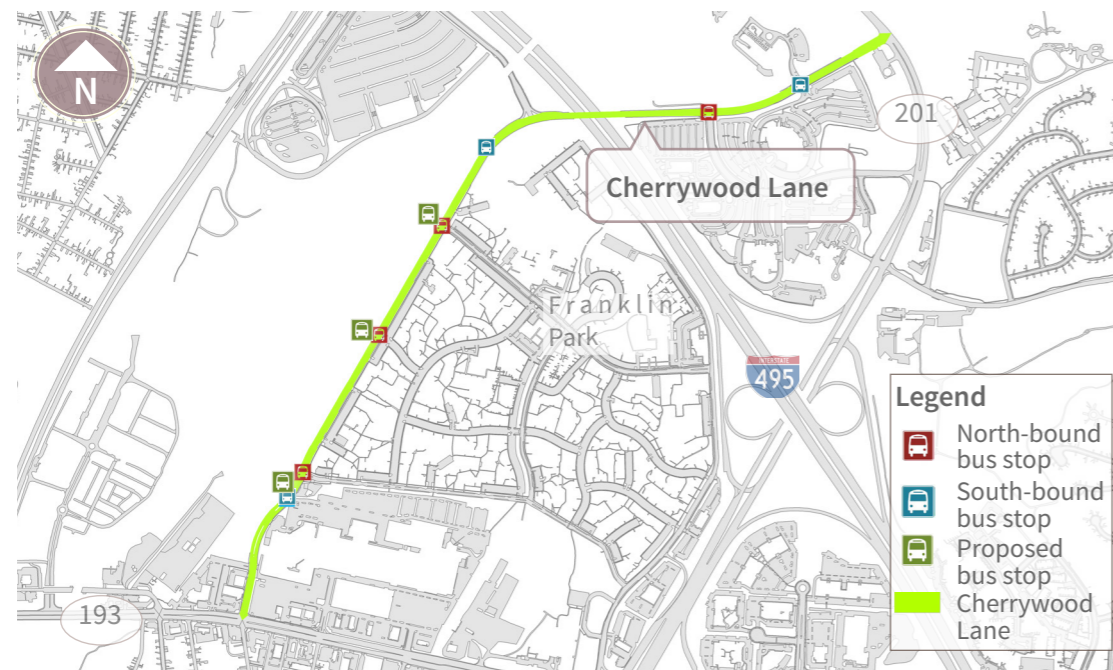 N
201
Cherrywood Lane
Franklin
Park
INTERSTATE
495
193
Legend
North-bound
bus stop
South-bound
bus stop
Proposed
bus stop
Cherrywood
Lane